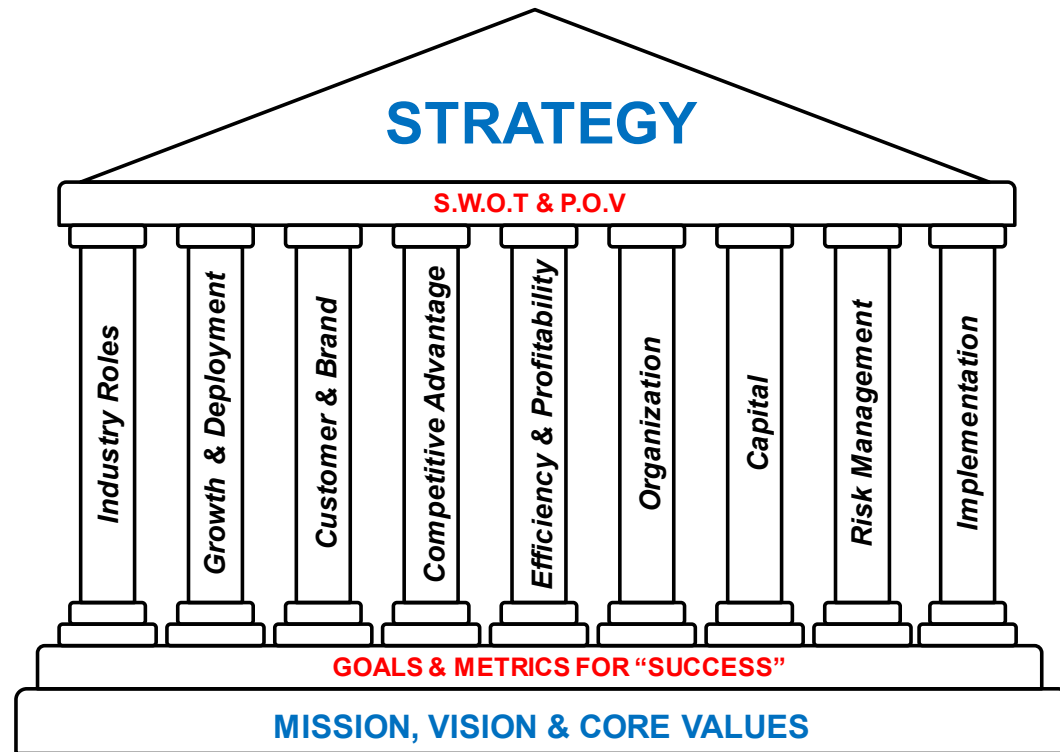 STRATEGY
S.W.O.T & P.O.V
Industry Roles
Growth & Deployment
Customer & Brand
Competitive Advantage
Efficiency & Profitability
Organization
Capital
Risk Management
Implementation
GOALS & METRICS FOR “SUCCESS”
MISSION, VISION & CORE VALUES